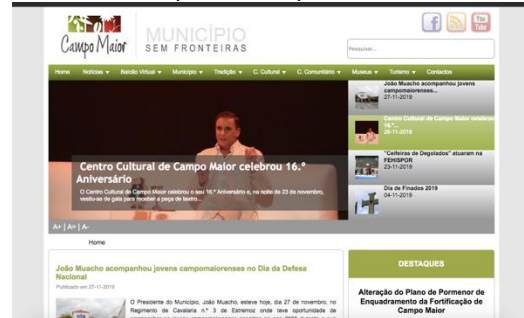 Campo Maior
MUNICÍPIO
SEM FRONTEIRAS
You
Tube
Pesquisar...
Home Notícias Balcão Virtual Município Tradição C. Cultural C. Comunitário Museus Turismo Contactos
João Muacho acompanhou jovens
campomaiorenses...
27-11-2019
Centro Cultural de Campo Maior celebrou
16.º...
26-11-2019
"Ceifeiras de Degolados" atuaram na
FEHISPOR
23-11-2019
Dia de Finados 2019
04-11-2019
Centro Cultural de Campo Maior celebrou 16.º
Aniversário
O Centro Cultural de Campo Maior celebrou o seu 16.º Aniversário e, na noite de 23 de novembro,
vestiu-se de gala para receber a peça de teatro...
A+ | A= | A-
Home
João Muacho acompanhou jovens campomaiorenses no Dia da Defesa
Nacional
Publicado em 27-11-2019
O Presidente do Município, João Muacho, esteve hoje, dia 27 de novembro, no
Regimento de Cavalaria n.º 3 de Estremoz onde teve oportunidade de
DESTAQUES
Alteração do Plano de Pormenor de
Enquadramento da Fortificação de
Campo Maior